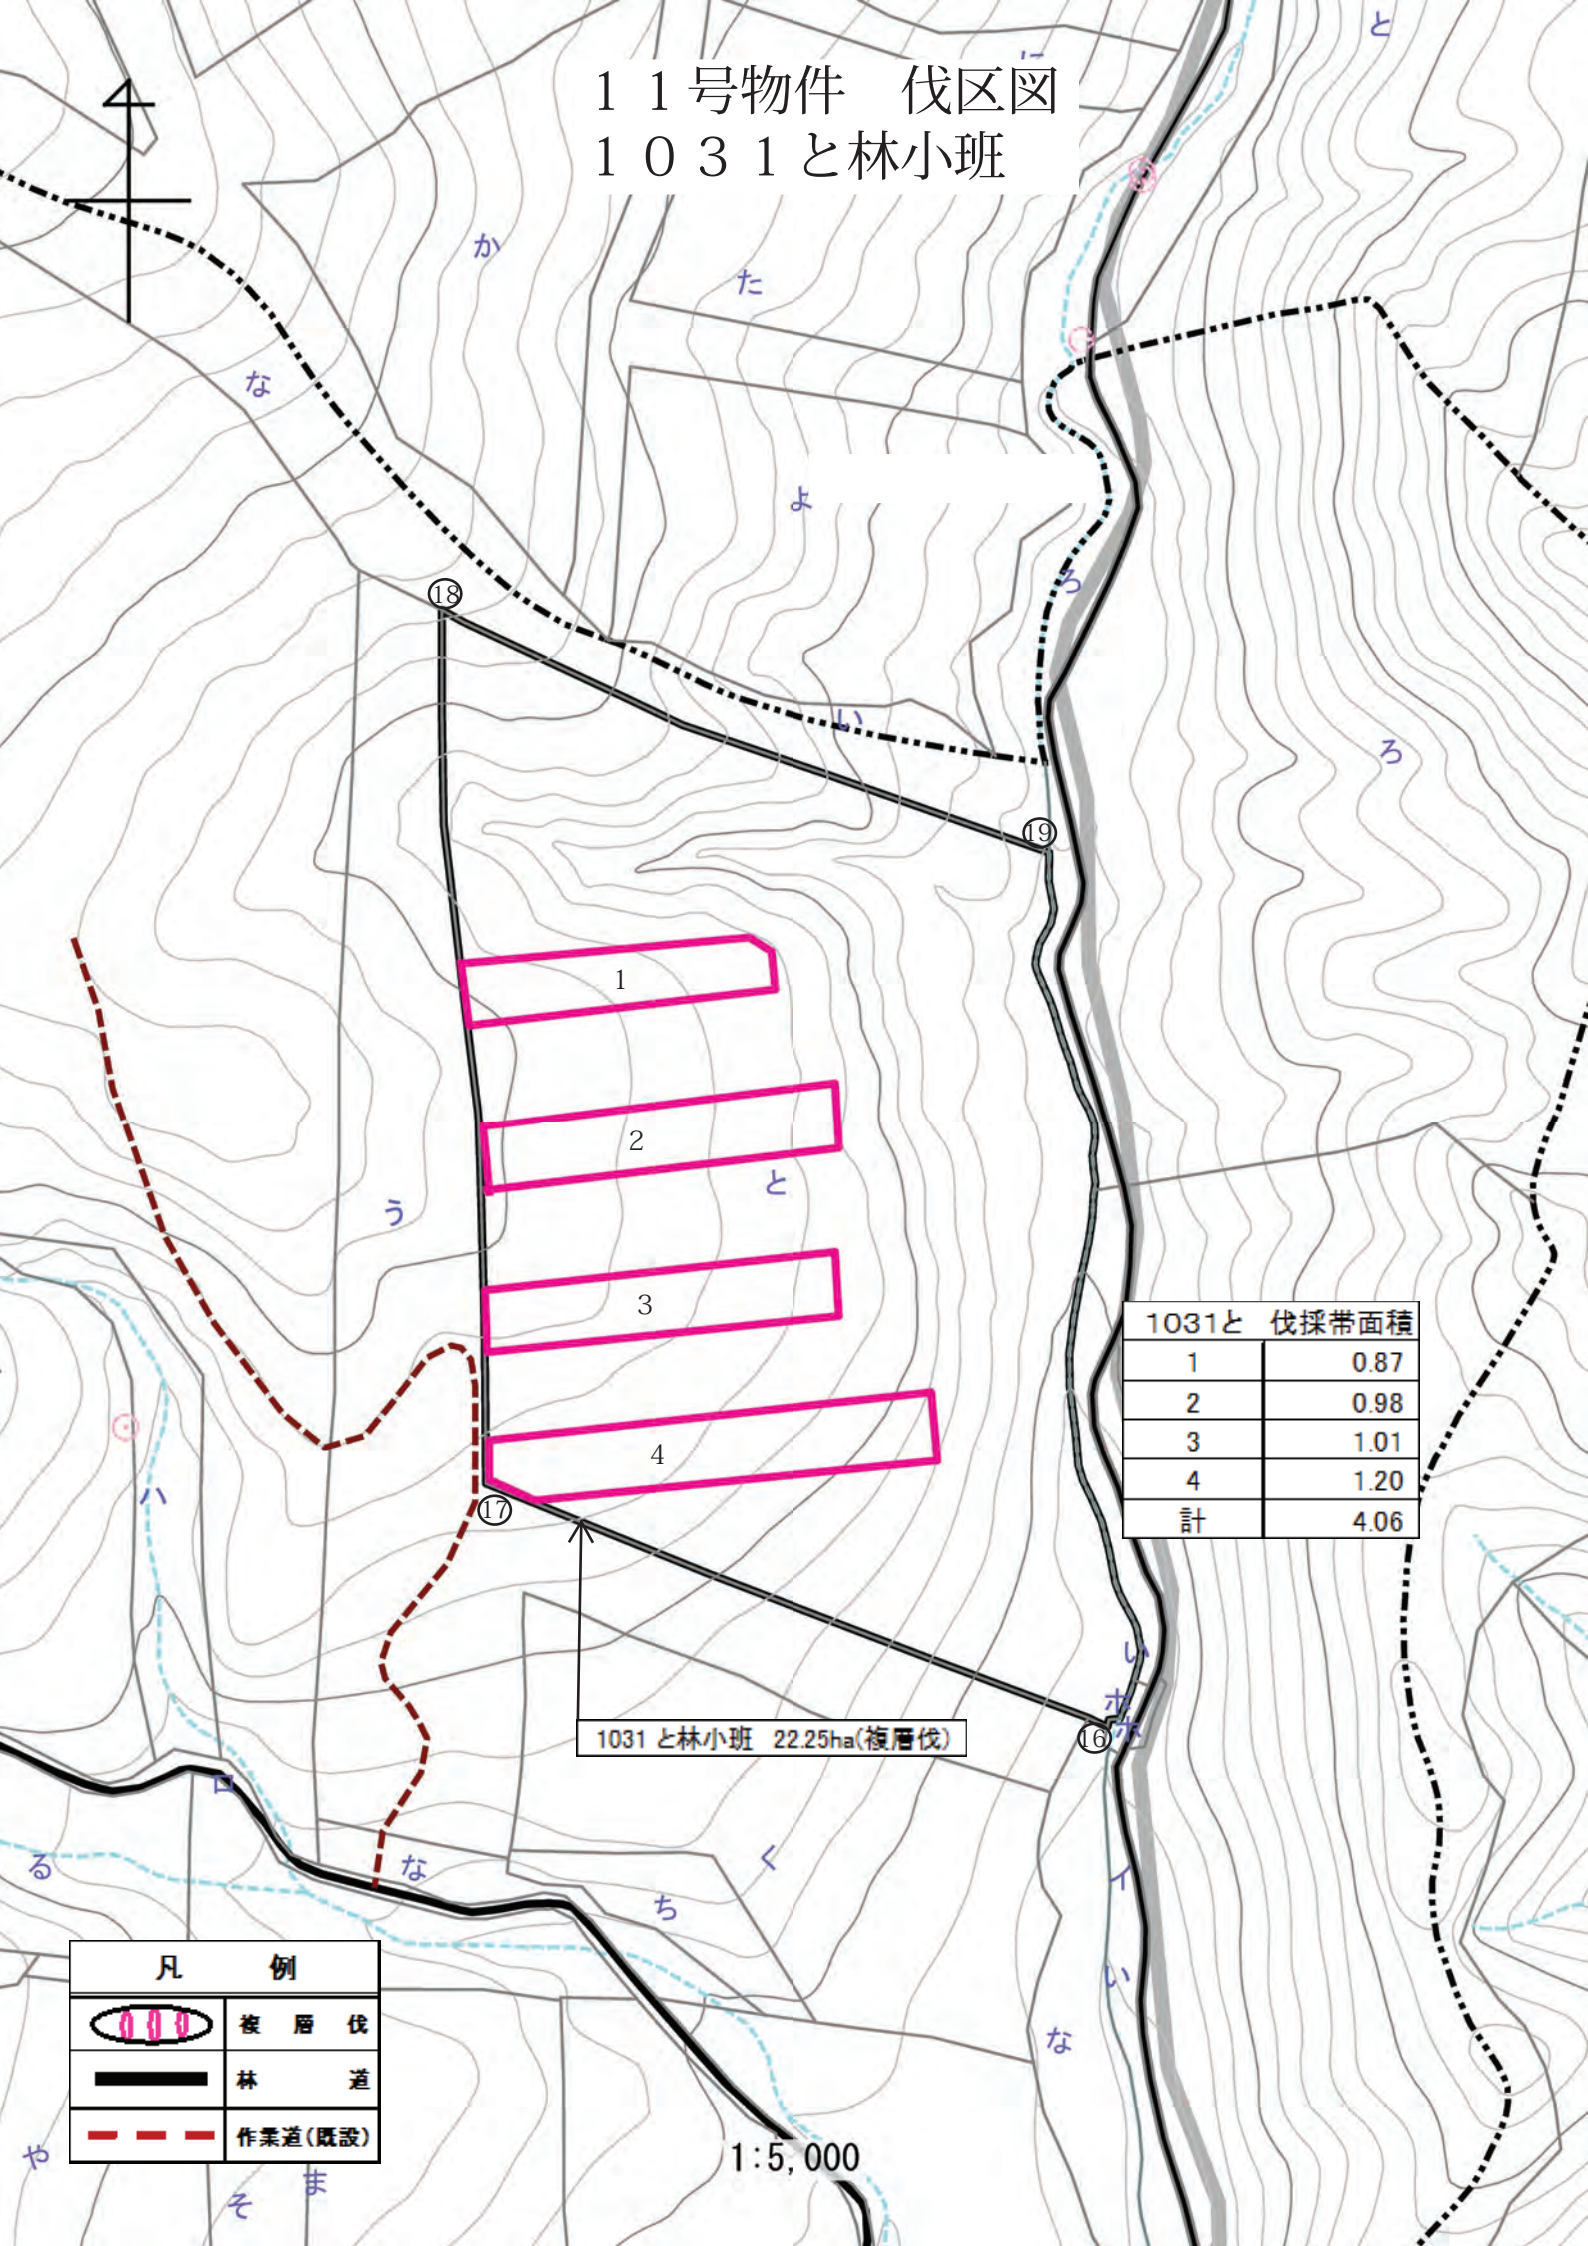 １１号物件　伐区図
１０３１と林小班
と
か
た
な
よ
ろ
⑱
い
ろ
⑲
1
2
と
う
3
1031と 伐採帯面積
1 0.87
2 0.98
3 1.01
4 1.20
計 4.06
4
ハ
⑰
い
ホ
ホ
⑯
1031 と林小班 22.25ha(複層伐)
ロ
る
な
く
ち
イ
い
な
凡 例
複 層 伐
林 道
作業道(既設)
1:5,000
や
そ
ま